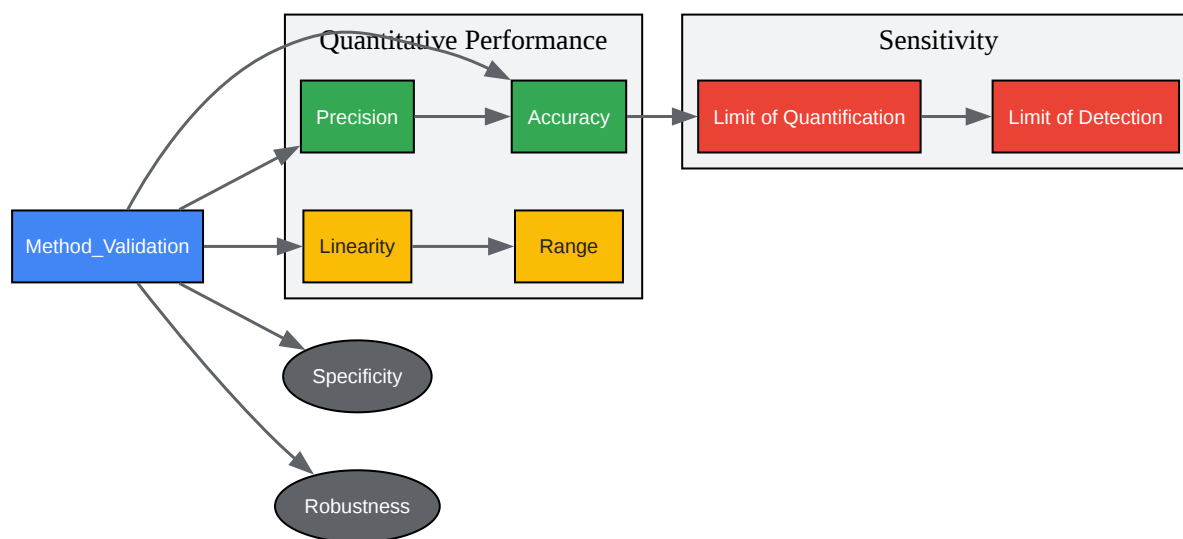 Quantitative Performance
Sensitivity
Precision
Accuracy
Limit of Quantification
Limit of Detection
Method_Validation
Linearity
Range
Specificity
Robustness